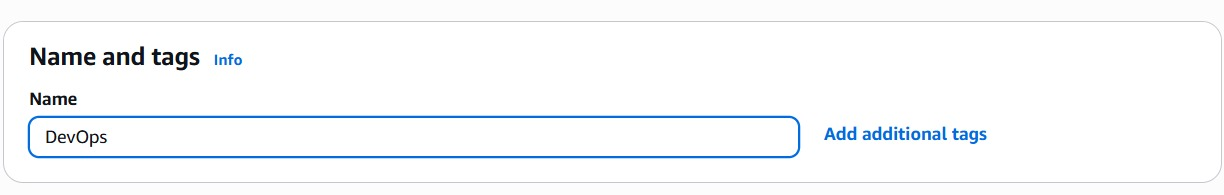 Name and tags Info
Name
DevOps
Add additional tags